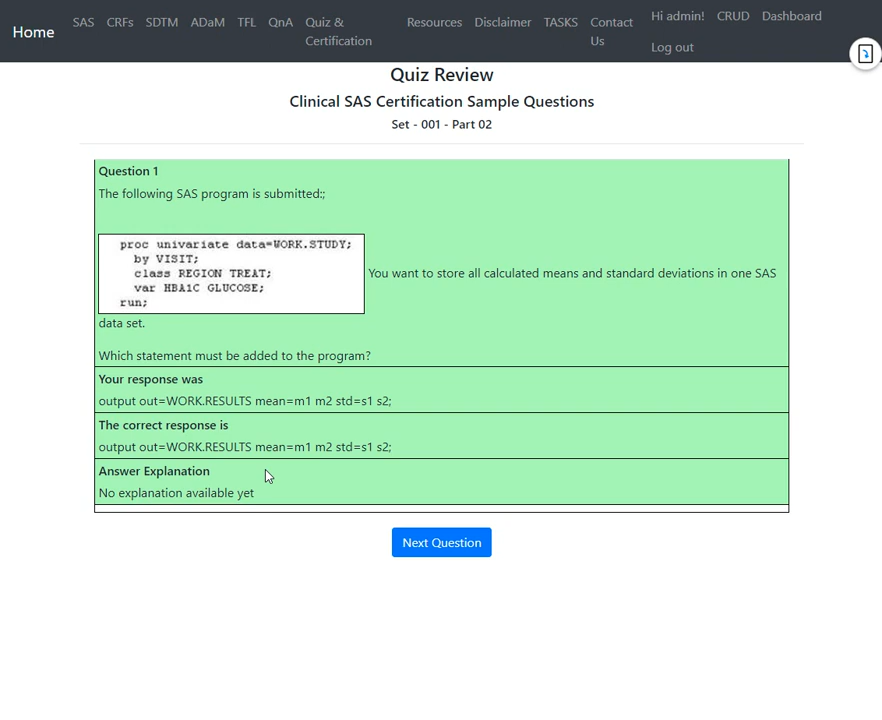 Home
SAS CRFs SDTM ADaM TFL QnA Quiz &
Certification
Resources Disclaimer TASKS Contact
Us
Hi admin! CRUD Dashboard
Log out
Quiz Review
Clinical SAS Certification Sample Questions
Set - 001 - Part 02
Question 1
The following SAS program is submitted:;
proc univariate data=WORK.STUDY;
by VISIT;
class REGION TREAT;
var HBA1C GLUCOSE;
run;
You want to store all calculated means and standard deviations in one SAS
data set.
Which statement must be added to the program?
Your response was
output out=WORK.RESULTS mean=m1 m2 std=s1 s2;
The correct response is
output out=WORK.RESULTS mean=m1 m2 std=s1 s2;
Answer Explanation
No explanation available yet
Next Question